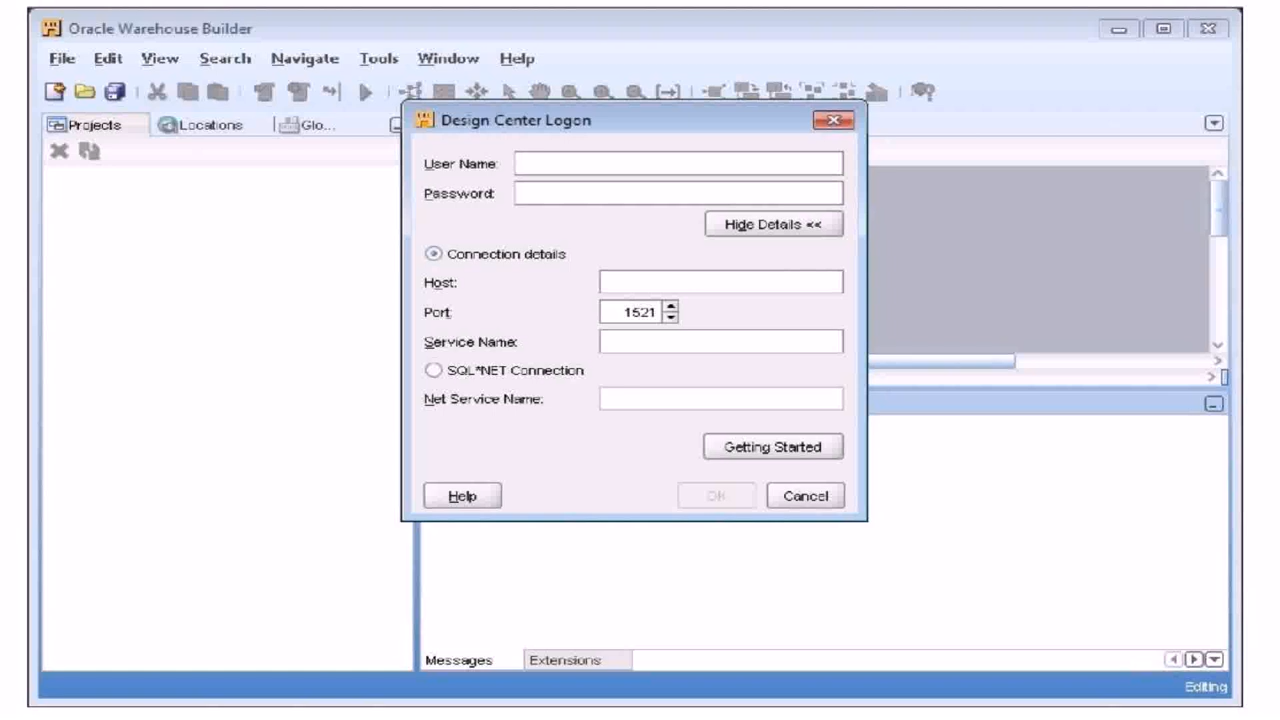 Oracle Warehouse Builder
File Edit View Search Navigate Tools Window Help
Projects Locations Glo...
Design Center Logon
User Name:
Password:
Hide Details <<
Connection details
Host:
Port:
1521
Service Name:
SQL*NET Connection
Net Service Name:
Getting Started
Help OK Cancel
Messages Extensions
Editing